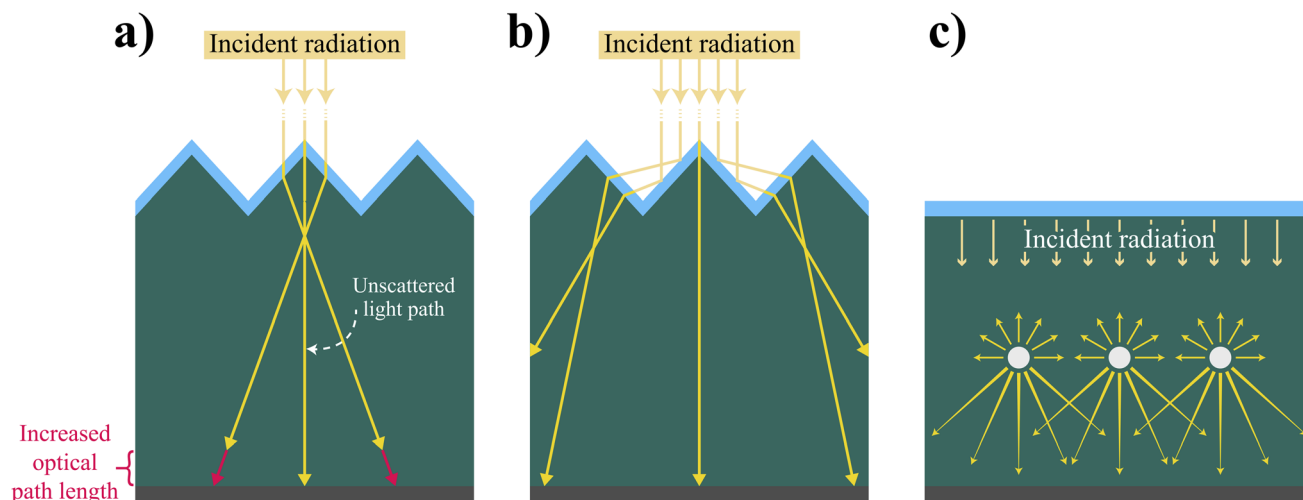 a)
Incident radiation
Unscattered
light path
Increased
optical
path length
b)
Incident radiation
c)
Incident radiation